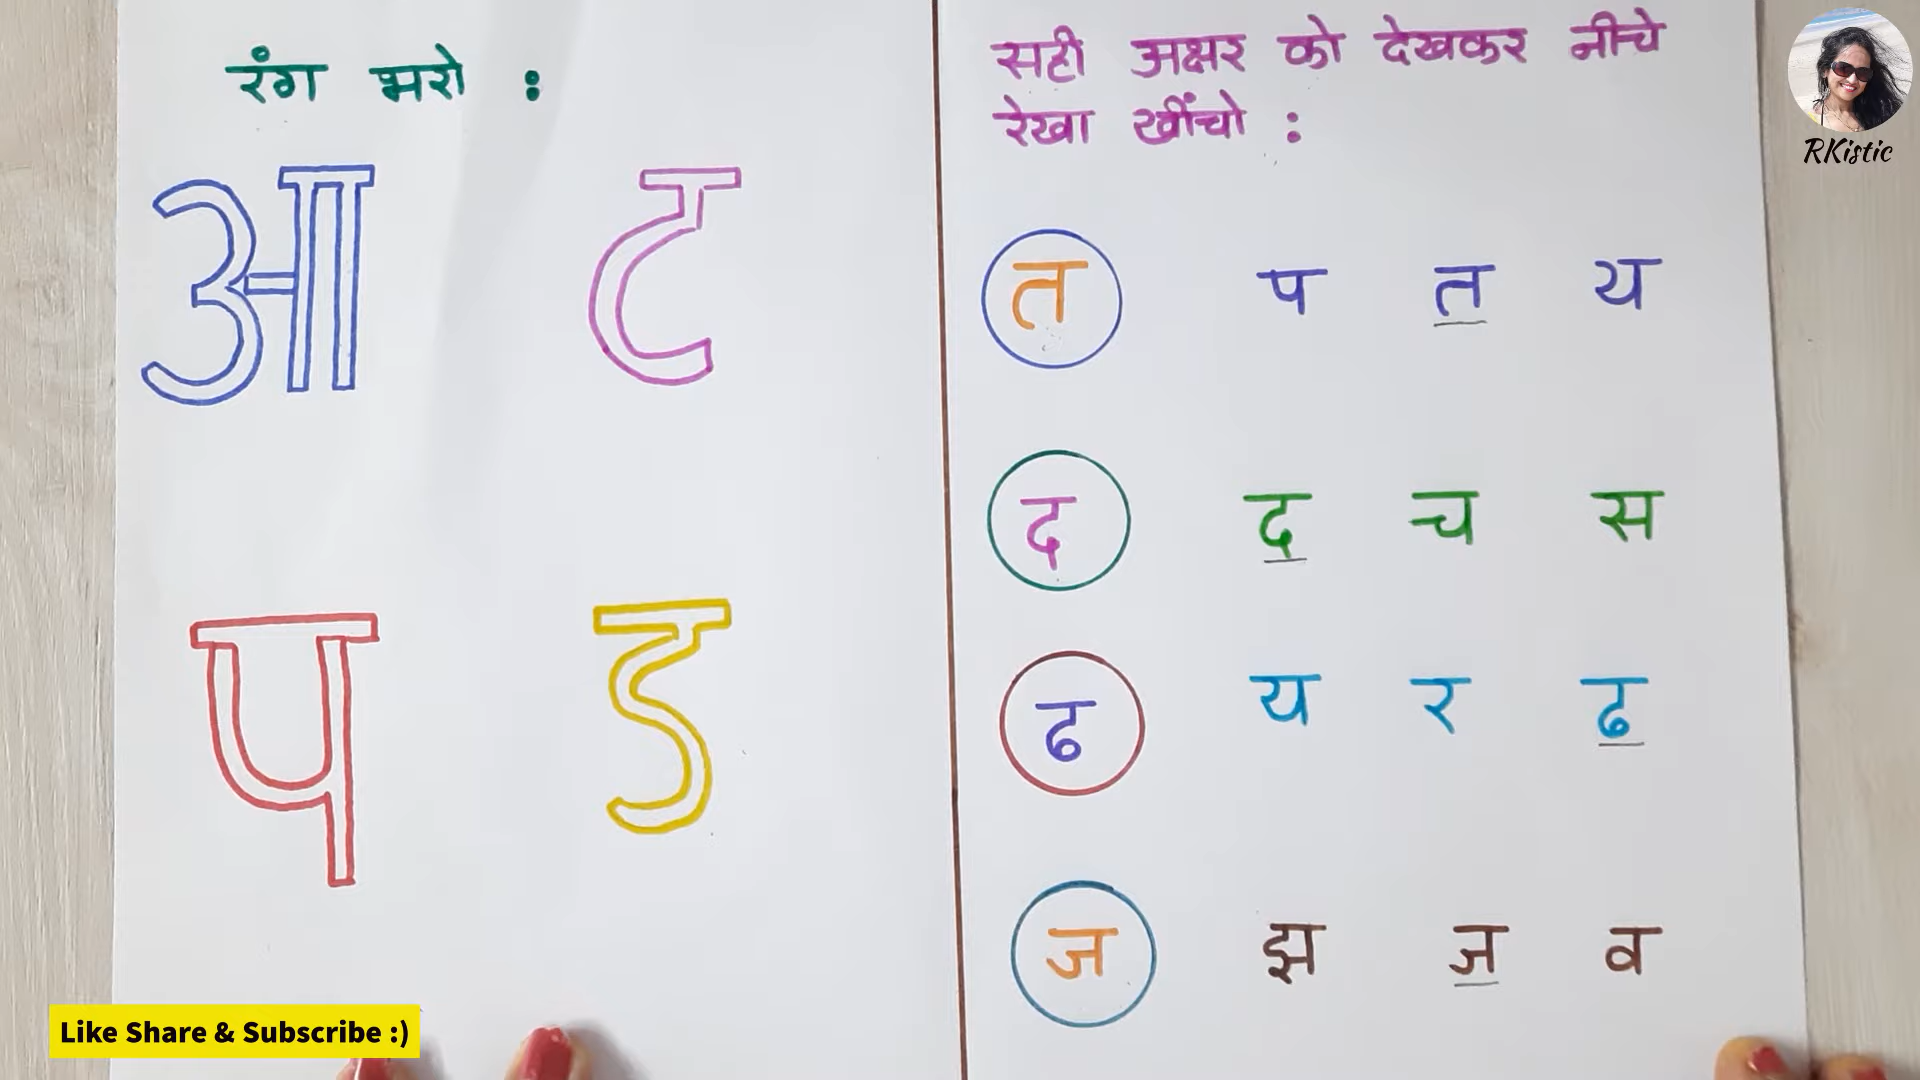 रंग भरो :
आ ट
प ड
सही अक्षर को देखकर नीचे
रेखा खींचो :
त प त य
द द च स
ढ य र ढ
ज झ ज व
RKistic
Like Share & Subscribe :)